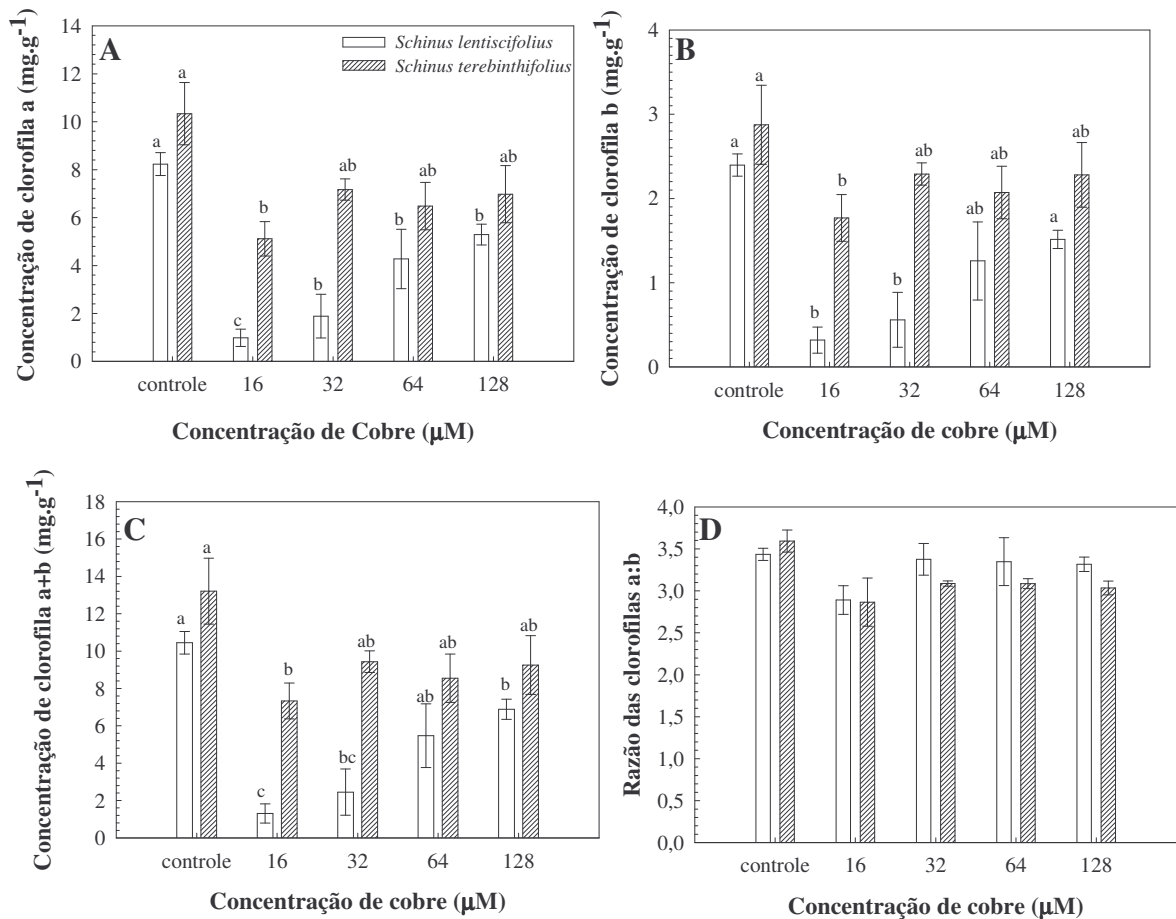 A
Schinus lentiscifolius
Schinus terebinthifolius
Concentração de clorofila a (mg.g-1)
14
12
10
8
6
4
2
0
a
a
c
b
b
ab
b
ab
b
ab
controle
16
32
64
128
Concentração de Cobre (µM)
B
Concentração de clorofila b (mg.g-1)
4
3
2
1
0
a
a
b
b
b
ab
ab
ab
a
ab
controle
16
32
64
128
Concentração de cobre (µM)
C
Concentração de clorofila a+b (mg.g-1)
18
16
14
12
10
8
6
4
2
0
a
a
c
b
bc
ab
ab
ab
b
ab
controle
16
32
64
128
Concentração de cobre (µM)
D
Razão das clorofilas a:b
4,0
3,5
3,0
2,5
2,0
1,5
1,0
0,5
0,0
controle
16
32
64
128
Concentração de cobre (µM)